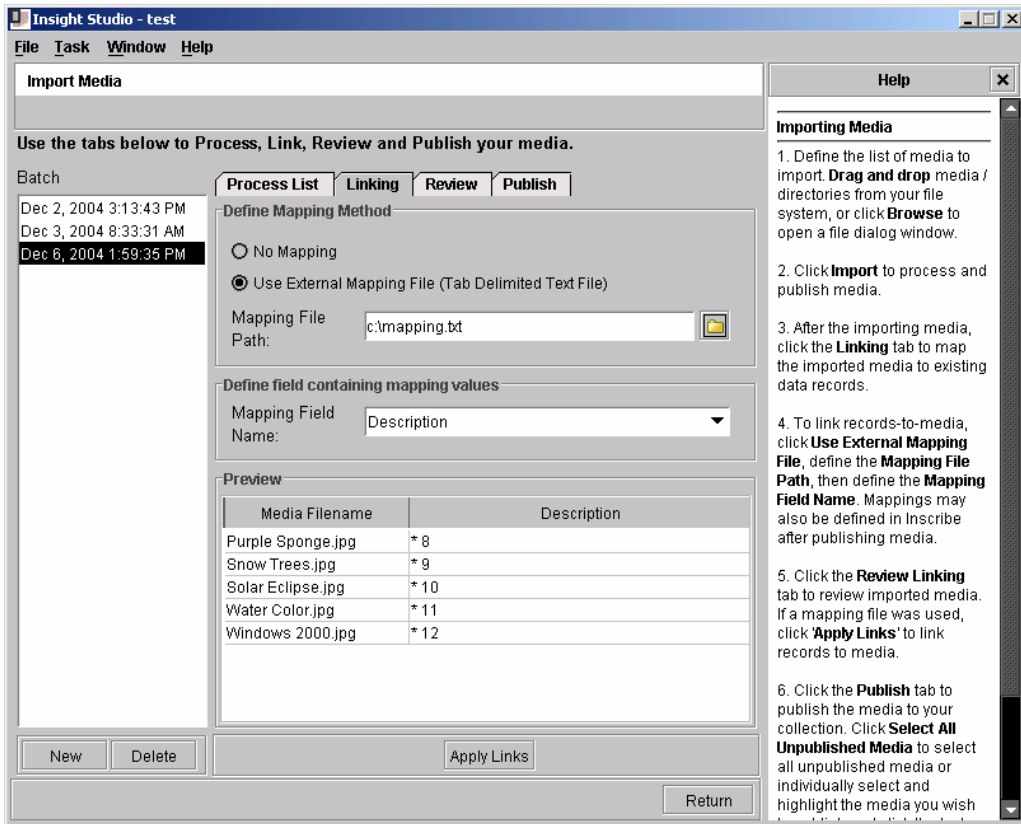 Insight Studio - test
File Task Window Help
Import Media
Use the tabs below to Process, Link, Review and Publish your media.
Batch
Dec 2, 2004 3:13:43 PM
Dec 3, 2004 8:33:31 AM
Dec 6, 2004 1:59:35 PM
New Delete
Process List Linking Review Publish
Define Mapping Method
No Mapping
Use External Mapping File (Tab Delimited Text File)
Mapping File
Path:
c:\mapping.txt
Define field containing mapping values
Mapping Field
Name:
Description
Preview
Media Filename Description
Purple Sponge.jpg * 8
Snow Trees.jpg * 9
Solar Eclipse.jpg * 10
Water Color.jpg * 11
Windows 2000.jpg * 12
Apply Links
Return
Help
Importing Media
1. Define the list of media to
import. Drag and drop media /
directories from your file
system, or click Browse to
open a file dialog window.
2. Click Import to process and
publish media.
3. After the importing media,
click the Linking tab to map
the imported media to existing
data records.
4. To link records-to-media,
click Use External Mapping
File, define the Mapping File
Path, then define the Mapping
Field Name. Mappings may
also be defined in Inscribe
after publishing media.
5. Click the Review Linking
tab to review imported media.
If a mapping file was used,
click 'Apply Links' to link
records to media.
6. Click the Publish tab to
publish the media to your
collection. Click Select All
Unpublished Media to select
all unpublished media or
individually select and
highlight the media you wish